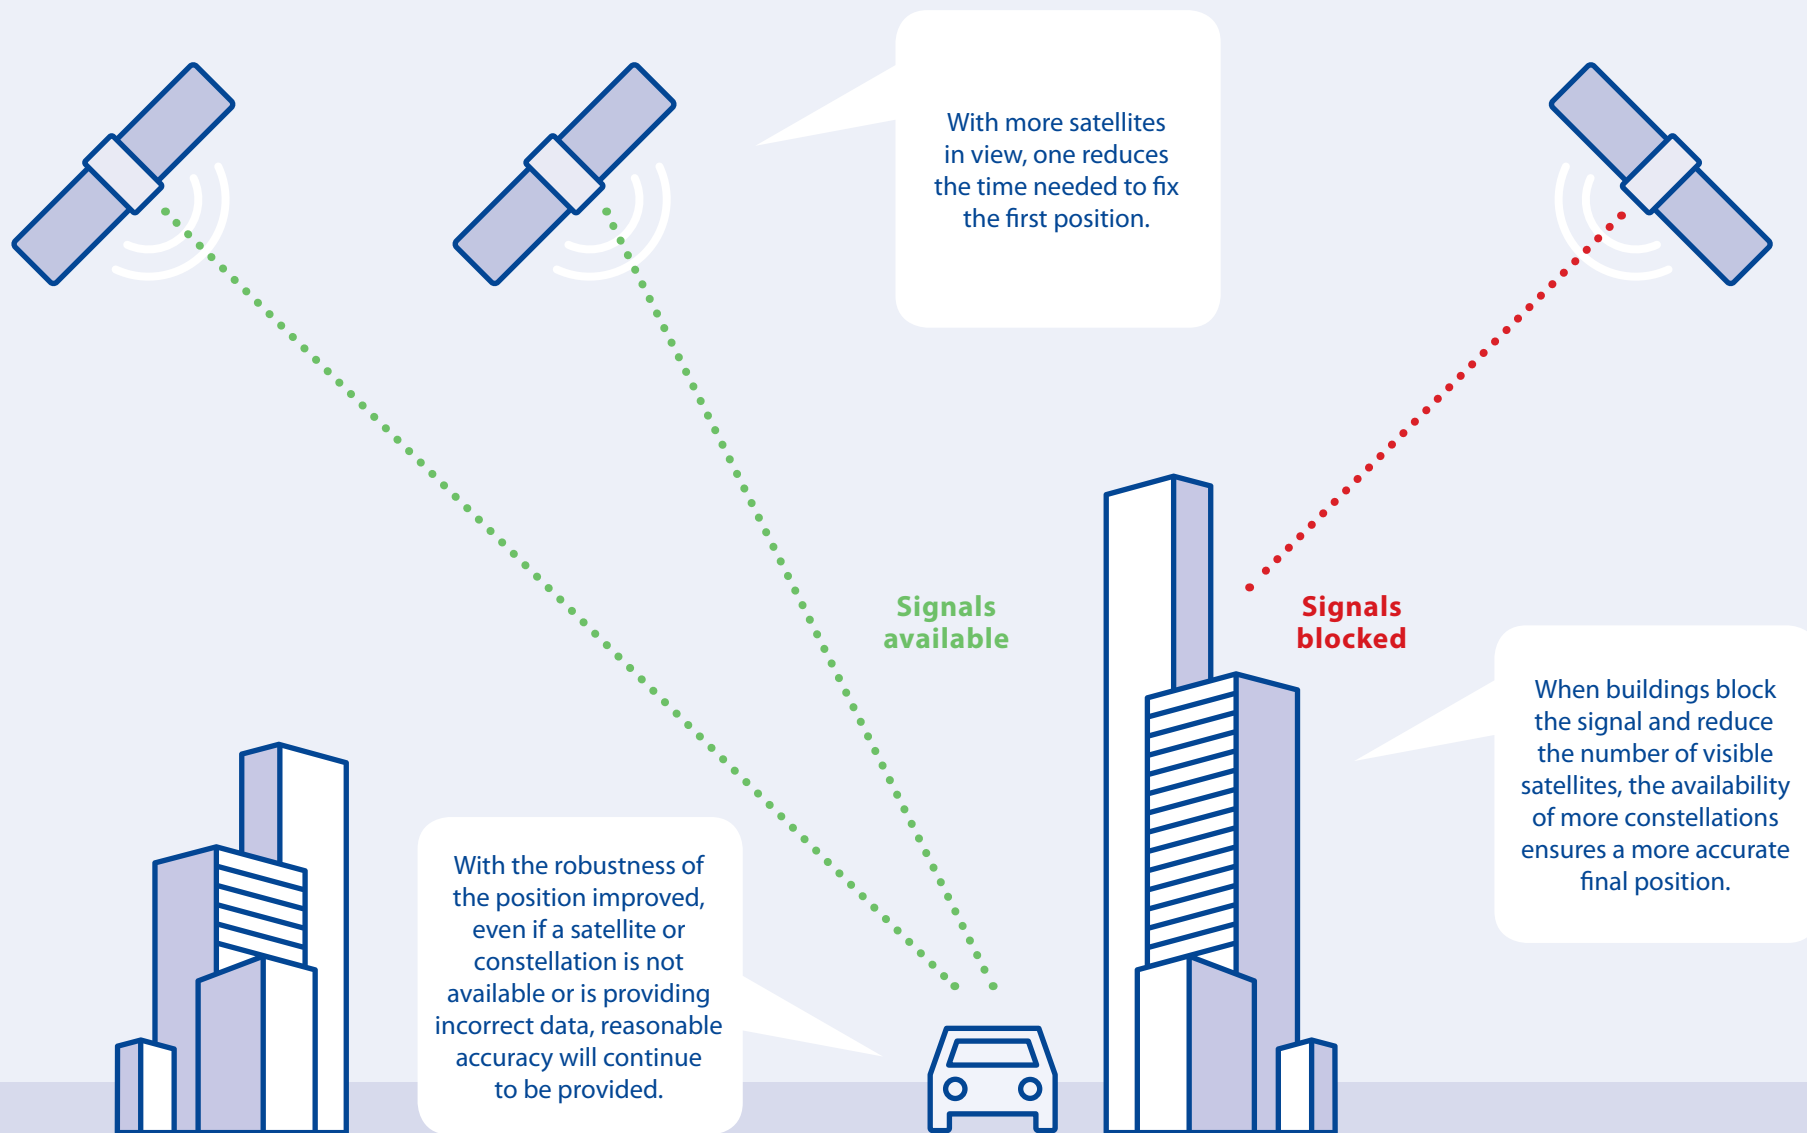 With more satellites
in view, one reduces
the time needed to fix
the first position.
Signals
available
Signals
blocked
When buildings block
the signal and reduce
the number of visible
satellites, the availability
of more constellations
ensures a more accurate
final position.
With the robustness of
the position improved,
even if a satellite or
constellation is not
available or is providing
incorrect data, reasonable
accuracy will continue
to be provided.